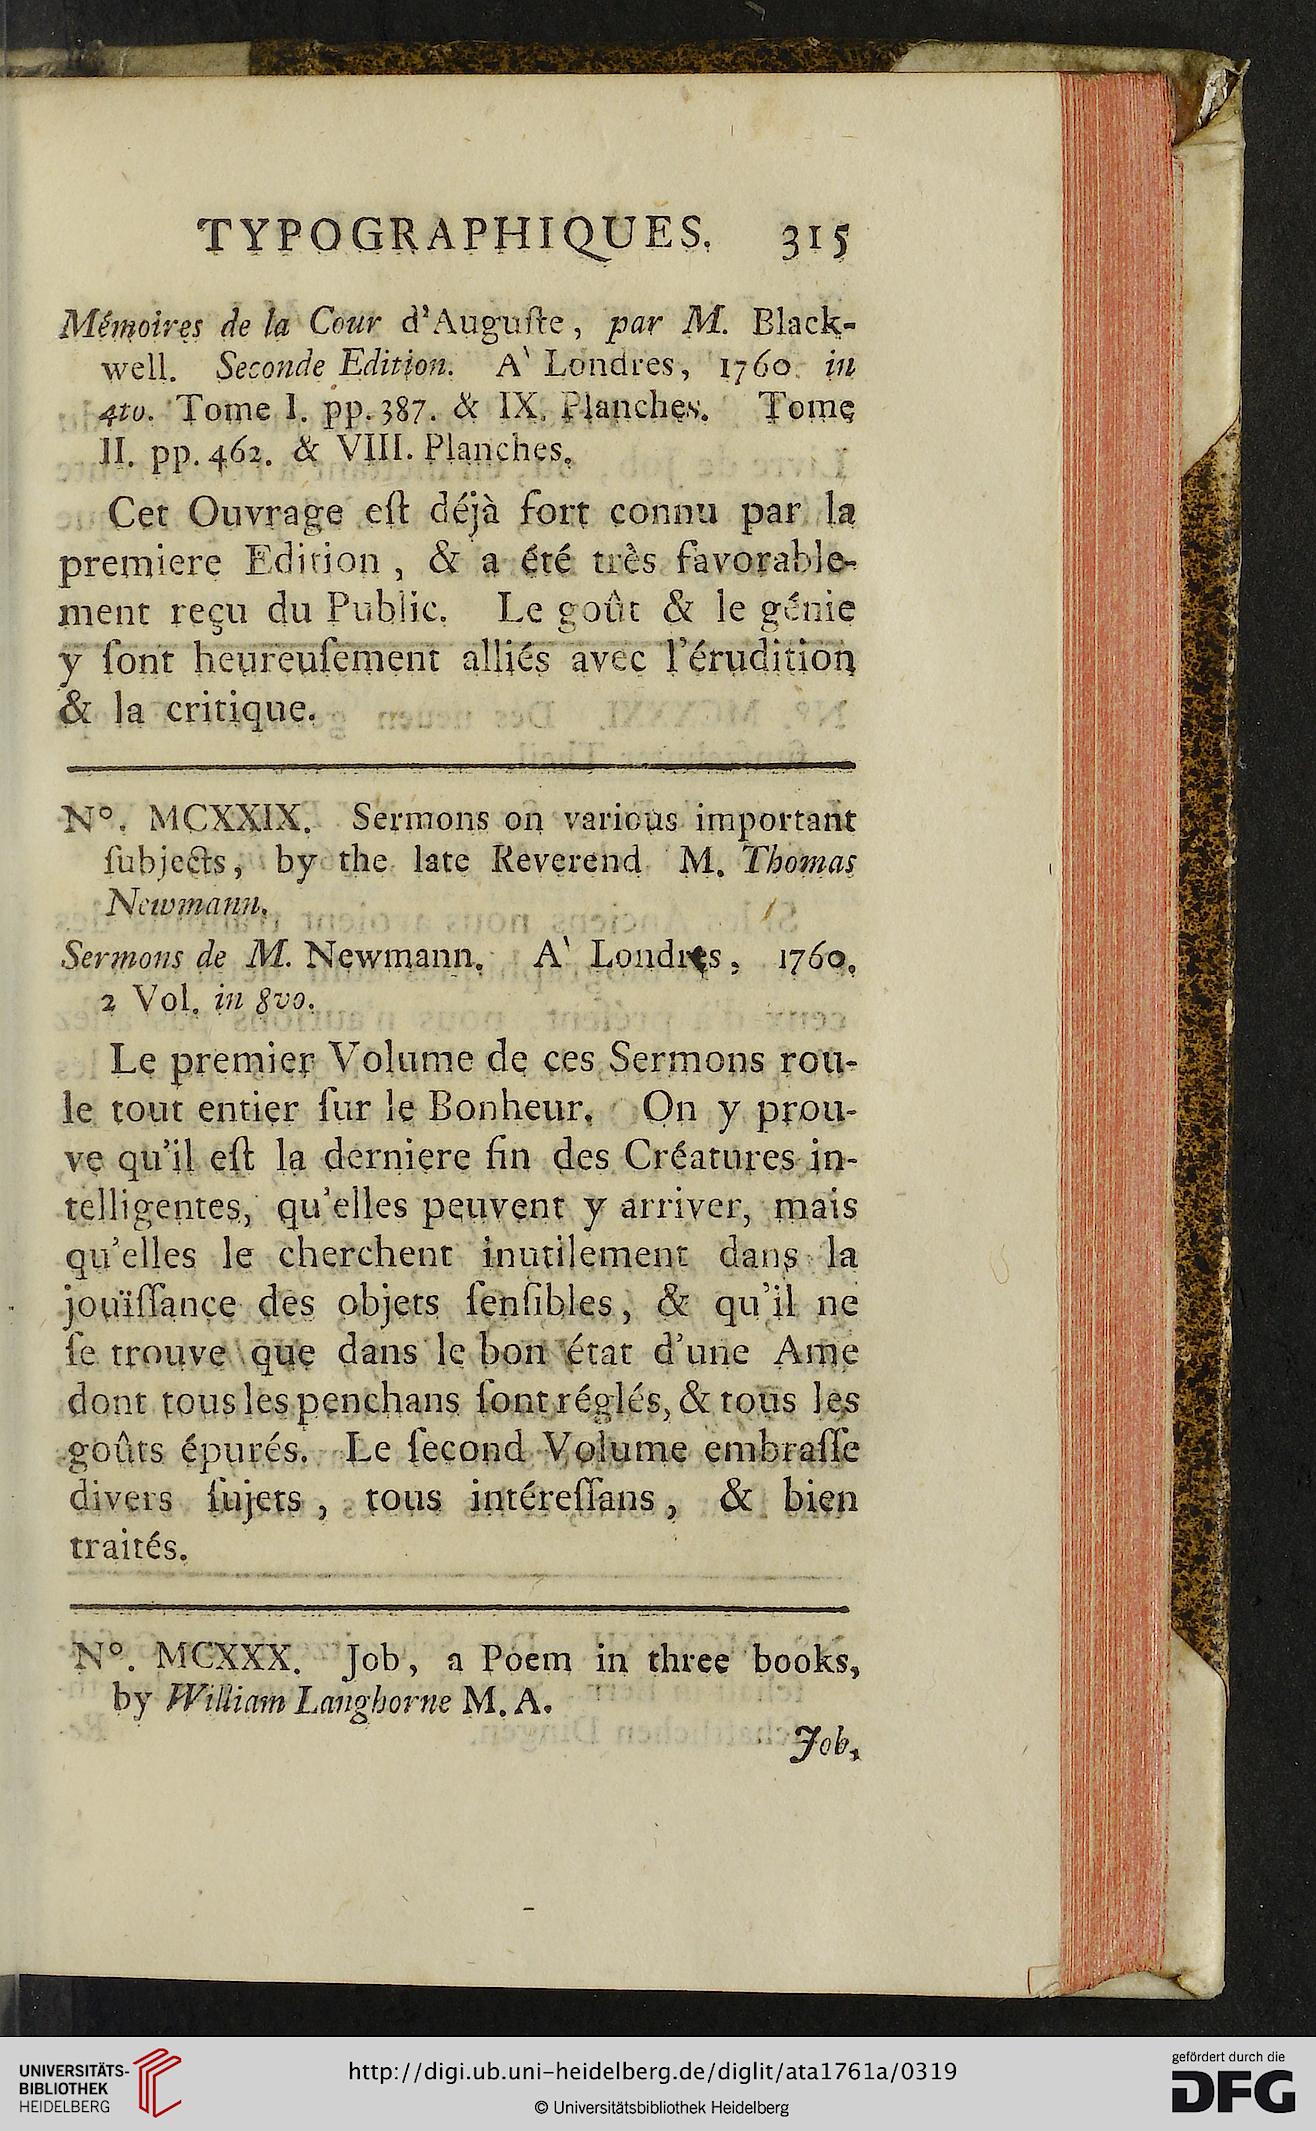 TYPOGRAPHIQUES. 315
Mémoires de la Cour d'Auguſte, par M. Black-
well. Seconde Edition. A' Londres, 1760. in
4to. Tome I. pp. 387. & IX. Planches. Tome
II. pp. 462. & VIII. Planches.
Cet Ouvrage eſt déjà fort connu par la
premiere Edition, & a été très favorable-
ment reçu du Public. Le goût & le génie
y ſont heureuſement alliés avec l'érudition
& la critique.
N°. MCXXIX. Sermons on various important
ſubjects, by the late Reverend M. Thomas
Newmann.
Sermons de M. Newmann. A' Londres, 1760.
2 Vol. in 8vo.
Le premier Volume de ces Sermons rou-
le tout entier ſur le Bonheur. On y prou-
ve qu'il eſt la derniere fin des Créatures in-
telligentes, qu'elles peuvent y arriver, mais
qu'elles le cherchent inutilement dans la
jouïſſance des objets ſenſibles, & qu'il ne
ſe trouve que dans le bon état d'une Ame
dont tous les penchans ſont réglés, & tous les
goûts épurés. Le ſecond Volume embraſſe
divers ſujets, tous intéreſſans, & bien
traités.
N°. MCXXX. Job, a Poem in three books,
by William Langhorne M. A.
Job,
UNIVERSITÄTS-
BIBLIOTHEK
HEIDELBERG
http://digi.ub.uni-heidelberg.de/diglit/ata1761a/0319
© Universitätsbibliothek Heidelberg
gefördert durch die
DFG